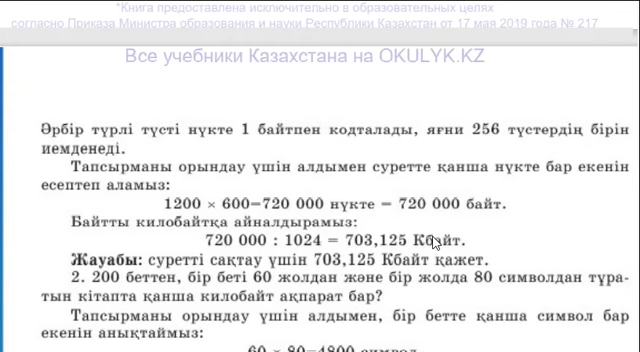 *Книга предоставлена исключительно в образовательных целях
согласно Приказа Министра образования и науки Республики Казахстан от 17 мая 2019 года № 217
Все учебники Казахстана на OKULYK.KZ
Әрбір түрлі түсті нүкте 1 байтпен кодталады, яғни 256 түстердің бірін
иемденеді.
Тапсырманы орындау үшін алдымен суретте қанша нүкте бар екенін
есептеп аламыз:
1200 × 600=720 000 нүкте = 720 000 байт.
Байтты килобайтқа айналдырамыз:
720 000 : 1024 = 703,125 Кбайт.
Жауабы: суретті сақтау үшін 703,125 Кбайт қажет.
2. 200 беттен, бір беті 60 жолдан және бір жолда 80 символдан тұра-
тын кітапта қанша килобайт ақпарат бар?
Тапсырманы орындау үшін алдымен, бір бетте қанша символ бар
екенін анықтаймыз:
60 × 80=4800 символ